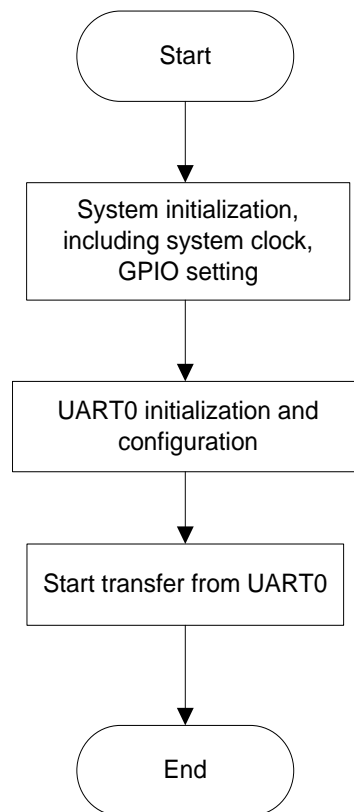 Start
System initialization,
including system clock,
GPIO setting
UART0 initialization and
configuration
Start transfer from UART0
End